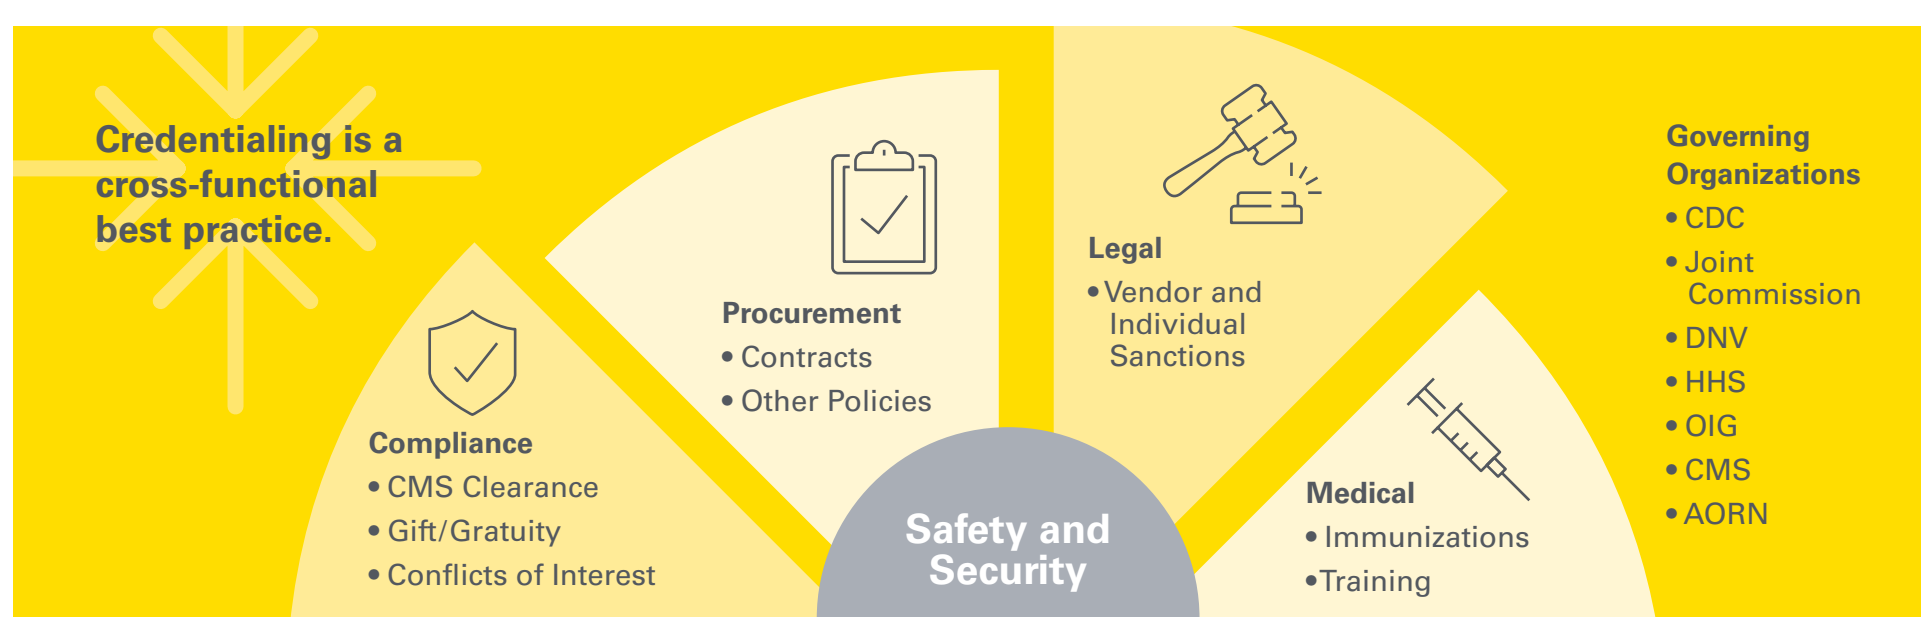 Credentialing is a
cross-functional
best practice.
Compliance
• CMS Clearance
• Gift/Gratuity
• Conflicts of Interest
Procurement
• Contracts
• Other Policies
Legal
• Vendor and
Individual
Sanctions
Medical
• Immunizations
• Training
Safety and
Security
Governing
Organizations
• CDC
• Joint
Commission
• DNV
• HHS
• OIG
• CMS
• AORN